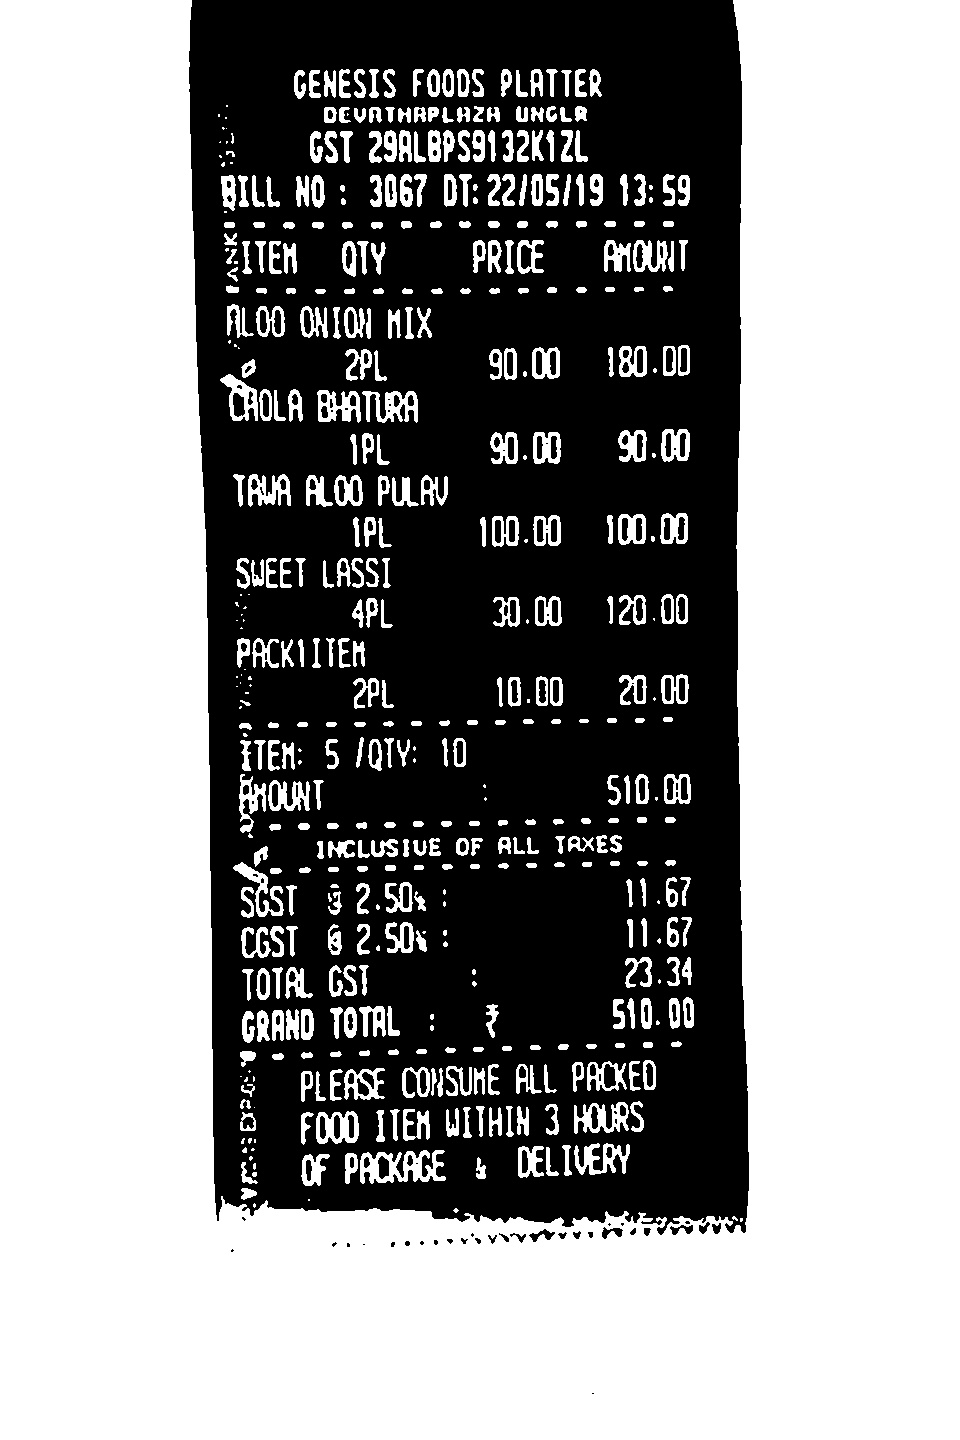 GENESIS FOODS PLATTER
DEVATHAPLAZA UNGLR
GST 29ALBPS9132K1ZL
BILL NO : 3067 DT:22/05/19 13:59
ITEM QTY PRICE AMOUNT
ALOO ONION MIX
2PL 90.00 180.00
CHOLA BHATURA
1PL 90.00 90.00
TAWA ALOO PULAV
1PL 100.00 100.00
SWEET LASSI
4PL 30.00 120.00
PACK1ITEM
2PL 10.00 20.00
ITEM: 5 /QTY: 10
AMOUNT : 510.00
INCLUSIVE OF ALL TAXES
SGST @ 2.50% : 11.67
CGST @ 2.50% : 11.67
TOTAL GST : 23.34
GRAND TOTAL : ₹ 510.00
PLEASE CONSUME ALL PACKED
FOOD ITEM WITHIN 3 HOURS
OF PACKAGE & DELIVERY